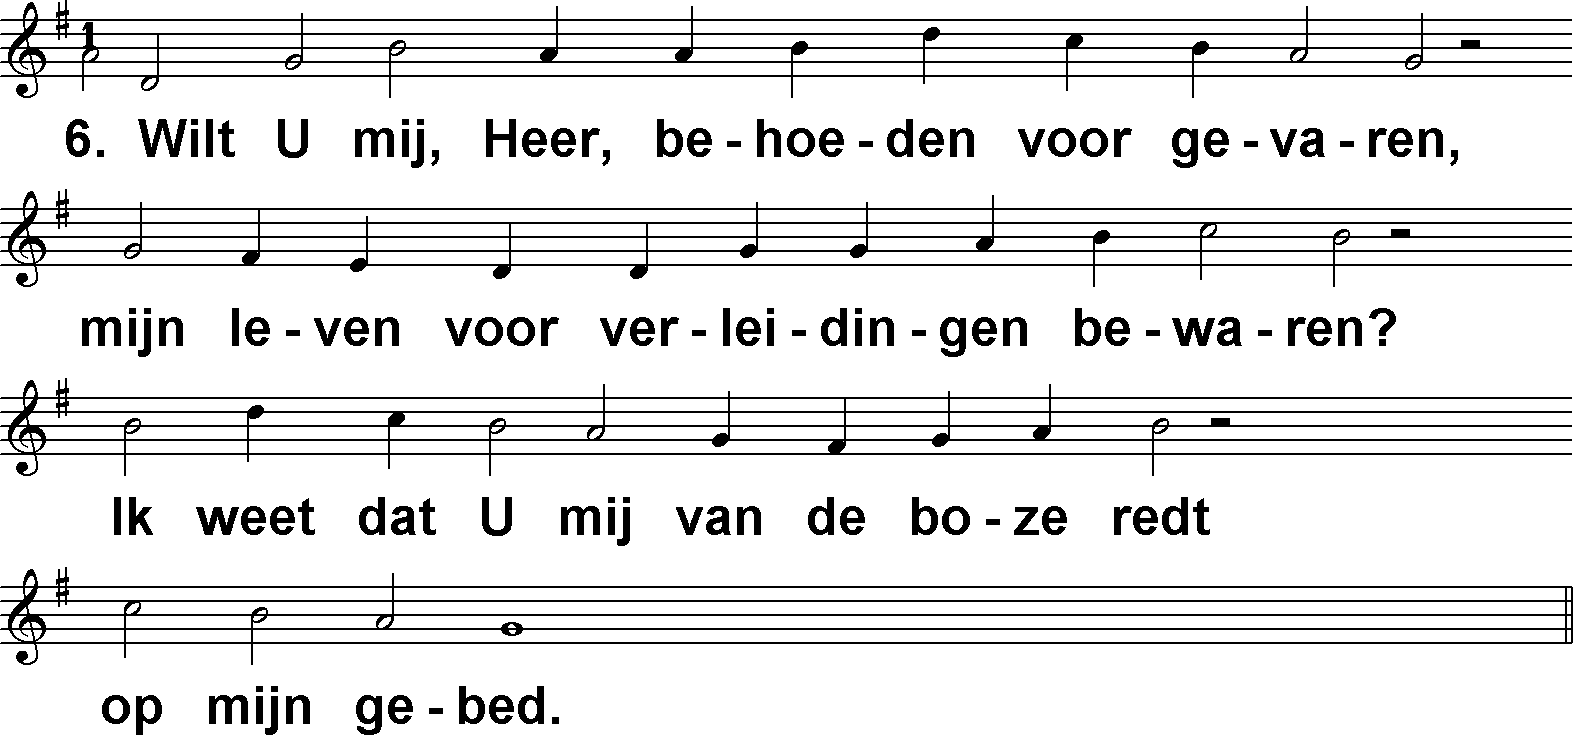 1
6. Wilt U mij, Heer, be - hoe - den voor ge - va - ren,
mijn le - ven voor ver - lei - din - gen be - wa - ren?
Ik weet dat U mij van de bo - ze redt
op mijn ge - bed.